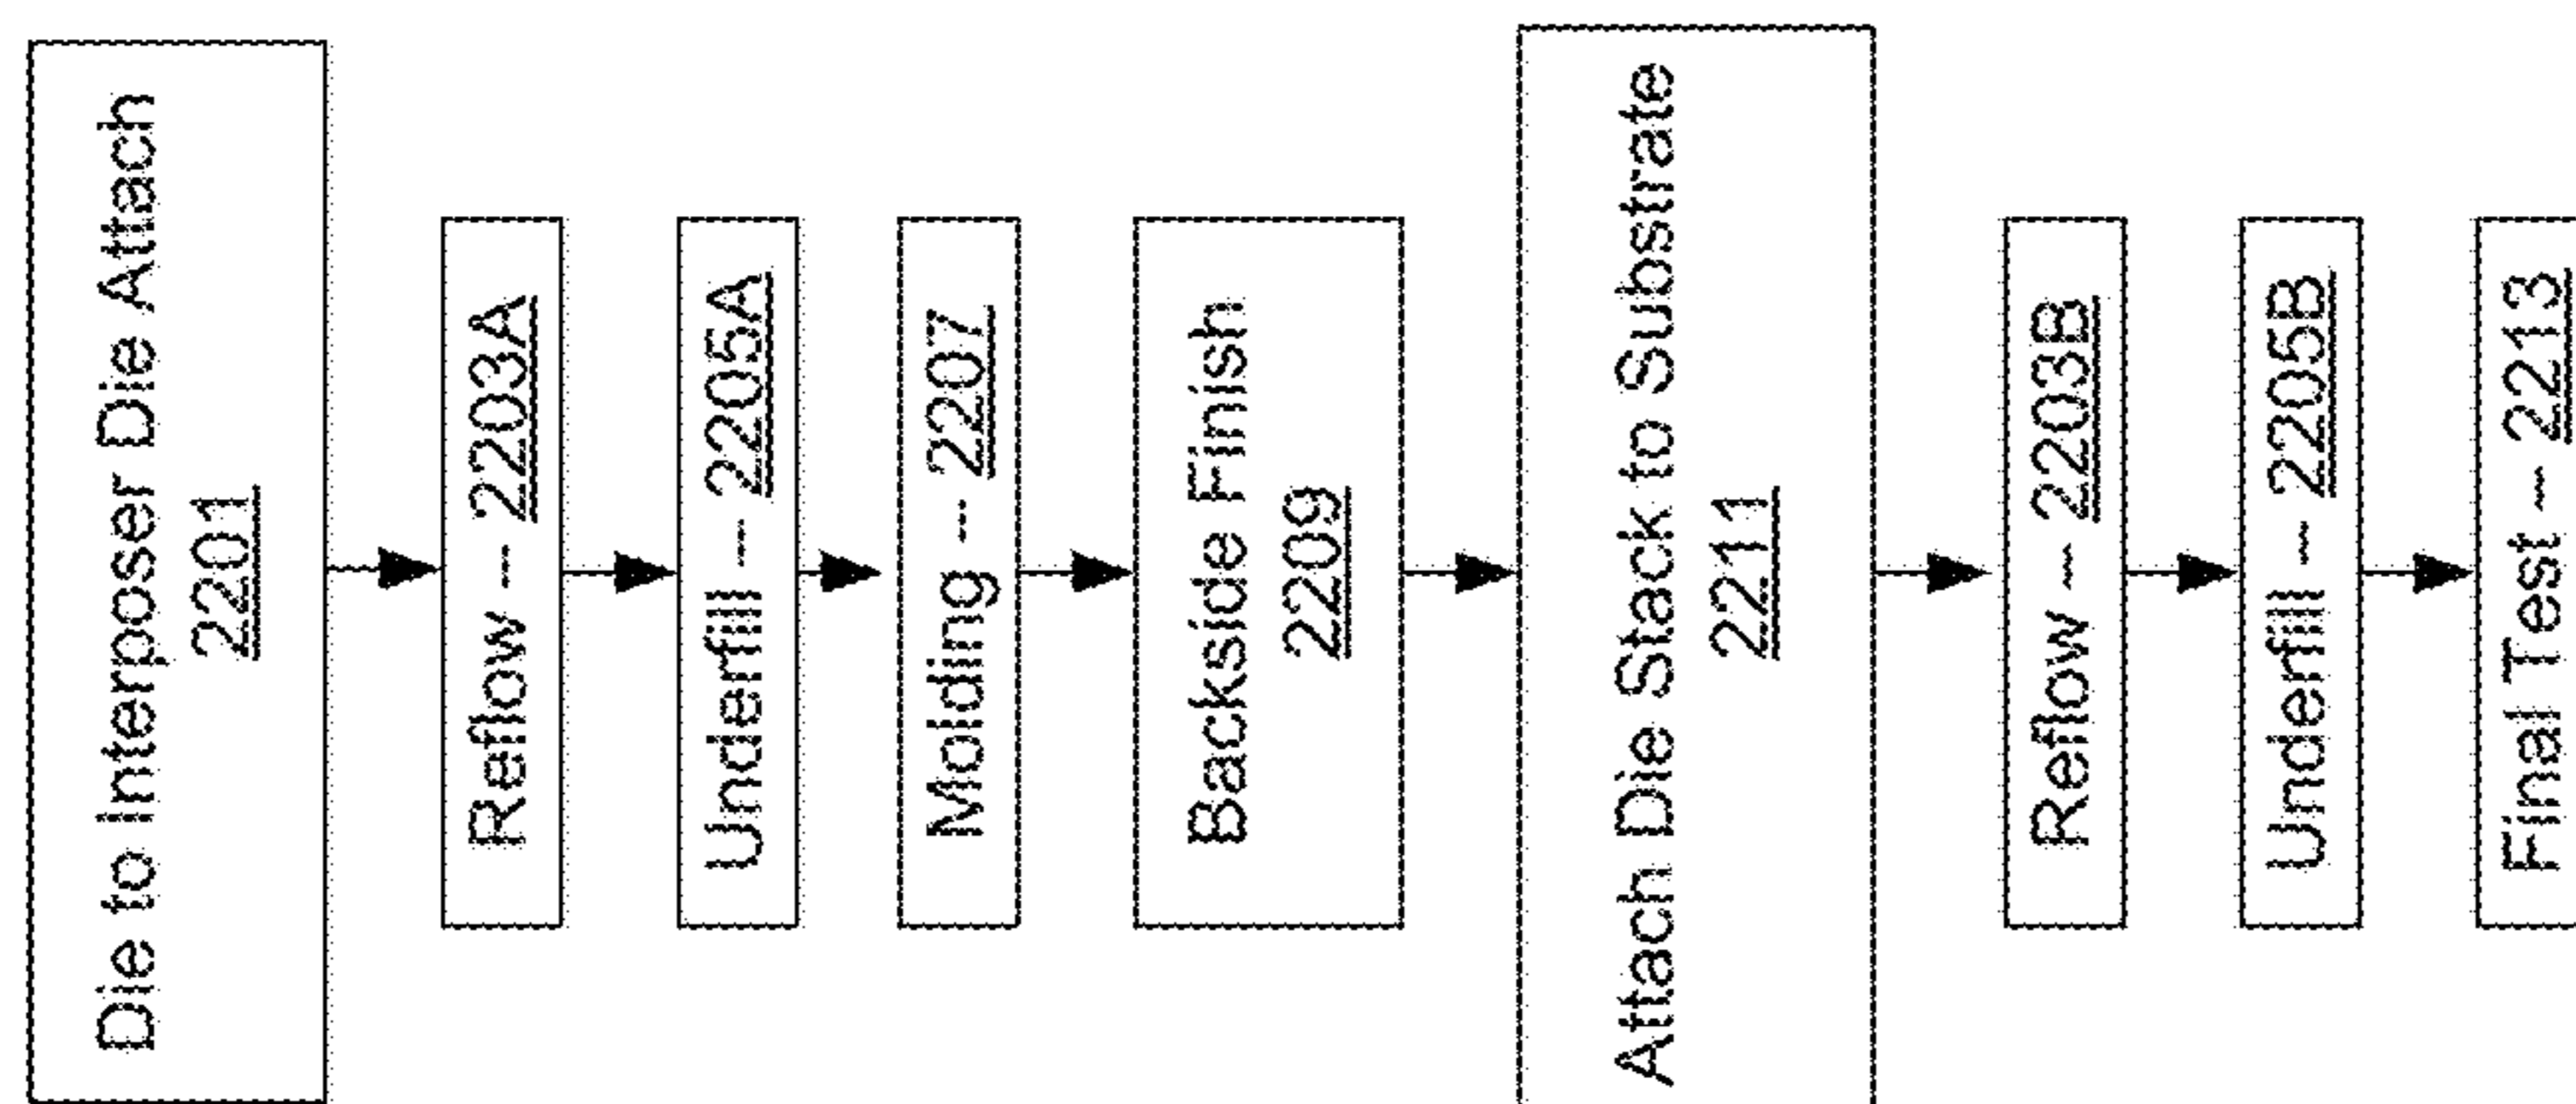 Die to Interposer Die Attach
2201
Reflow -- 2203A
Underfill -- 2205A
Molding -- 2207
Backside Finish
2209
Attach Die Stack to Substrate
2211
Reflow -- 2203B
Underfill -- 2205B
Final Test -- 2213